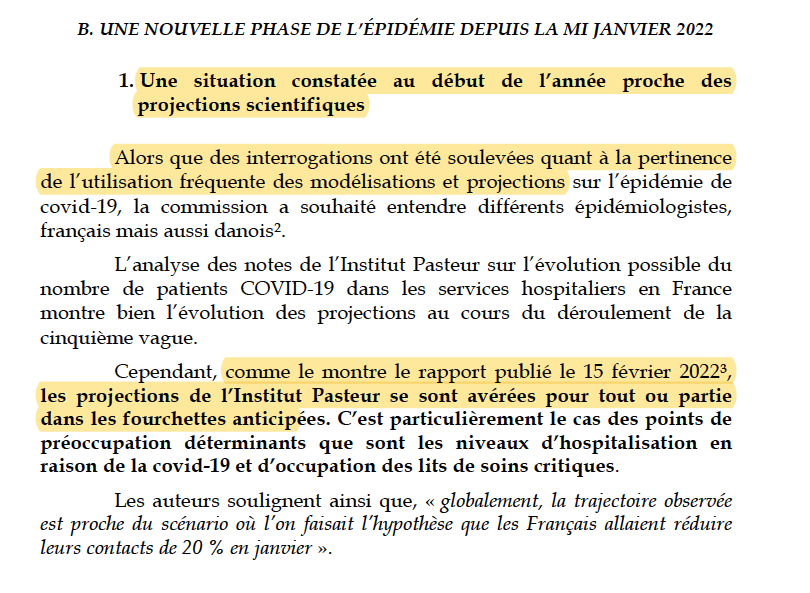 B. UNE NOUVELLE PHASE DE L’ÉPIDÉMIE DEPUIS LA MI JANVIER 2022
1. Une situation constatée au début de l’année proche des
projections scientifiques
Alors que des interrogations ont été soulevées quant à la pertinence
de l’utilisation fréquente des modélisations et projections sur l’épidémie de
covid-19, la commission a souhaité entendre différents épidémiologistes,
français mais aussi danois².
L’analyse des notes de l’Institut Pasteur sur l’évolution possible du
nombre de patients COVID-19 dans les services hospitaliers en France
montre bien l’évolution des projections au cours du déroulement de la
cinquième vague.
Cependant, comme le montre le rapport publié le 15 février 2022³,
les projections de l’Institut Pasteur se sont avérées pour tout ou partie
dans les fourchettes anticipées. C’est particulièrement le cas des points de
préoccupation déterminants que sont les niveaux d’hospitalisation en
raison de la covid-19 et d’occupation des lits de soins critiques.
Les auteurs soulignent ainsi que, « globalement, la trajectoire observée
est proche du scénario où l’on faisait l’hypothèse que les Français allaient réduire
leurs contacts de 20 % en janvier ».